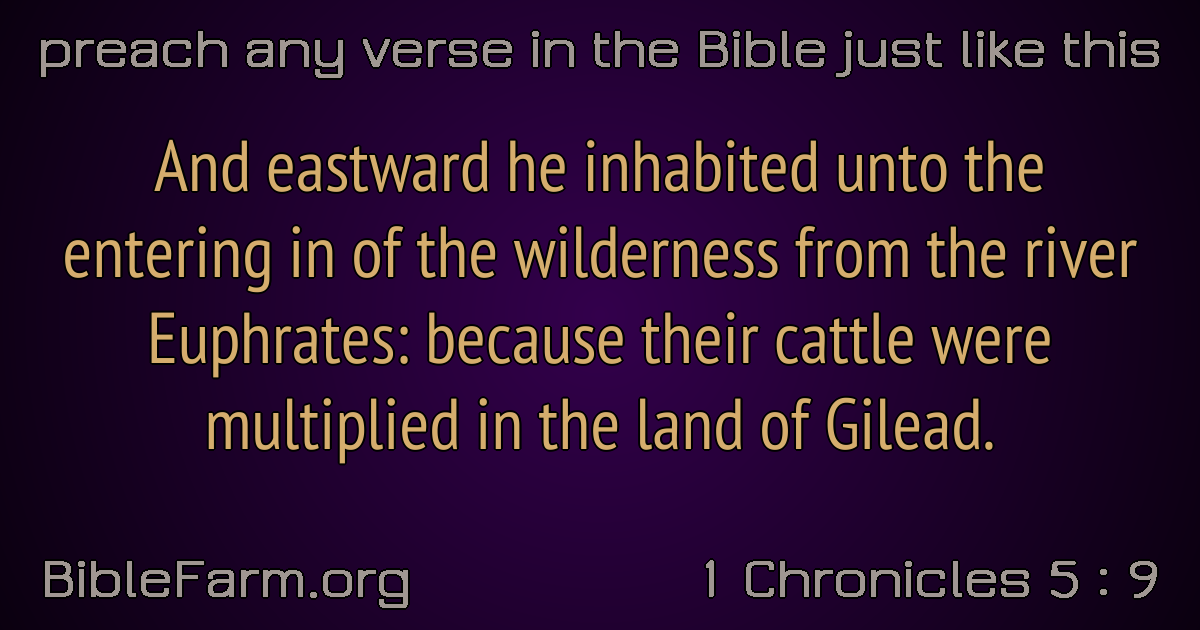 preach any verse in the Bible just like this
And eastward he inhabited unto the
entering in of the wilderness from the river
Euphrates: because their cattle were
multiplied in the land of Gilead.
BibleFarm.org
1 Chronicles 5 : 9